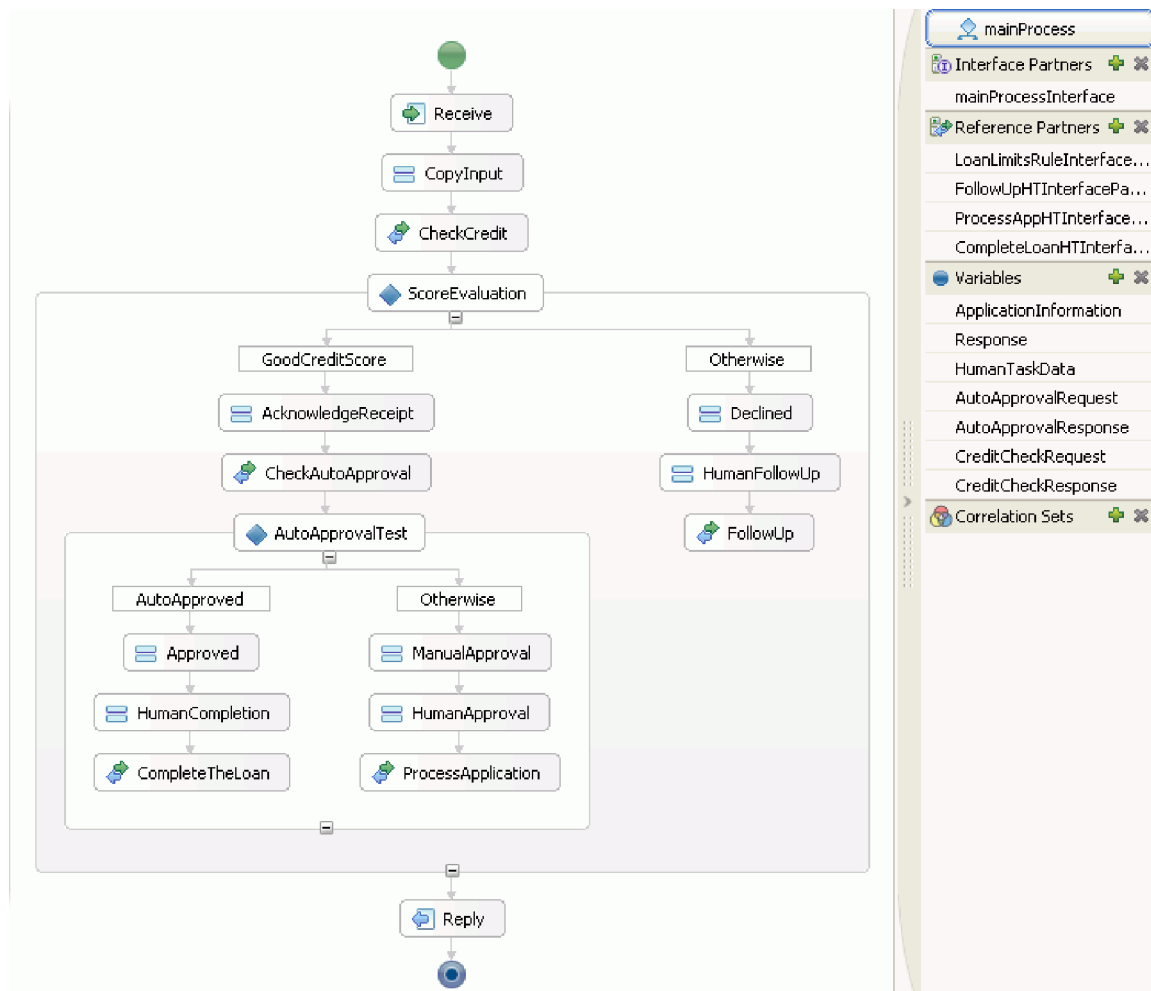 Receive
CopyInput
CheckCredit
ScoreEvaluation
GoodCreditScore
Otherwise
AcknowledgeReceipt
Declined
CheckAutoApproval
HumanFollowUp
AutoApprovalTest
FollowUp
AutoApproved
Otherwise
Approved
ManualApproval
HumanCompletion
HumanApproval
CompleteTheLoan
ProcessApplication
Reply
mainProcess
Interface Partners
mainProcessInterface
Reference Partners
LoanLimitsRuleInterface...
FollowUpHTInterfacePa...
ProcessAppHTInterface...
CompleteLoanHTInterfa...
Variables
ApplicationInformation
Response
HumanTaskData
AutoApprovalRequest
AutoApprovalResponse
CreditCheckRequest
CreditCheckResponse
Correlation Sets